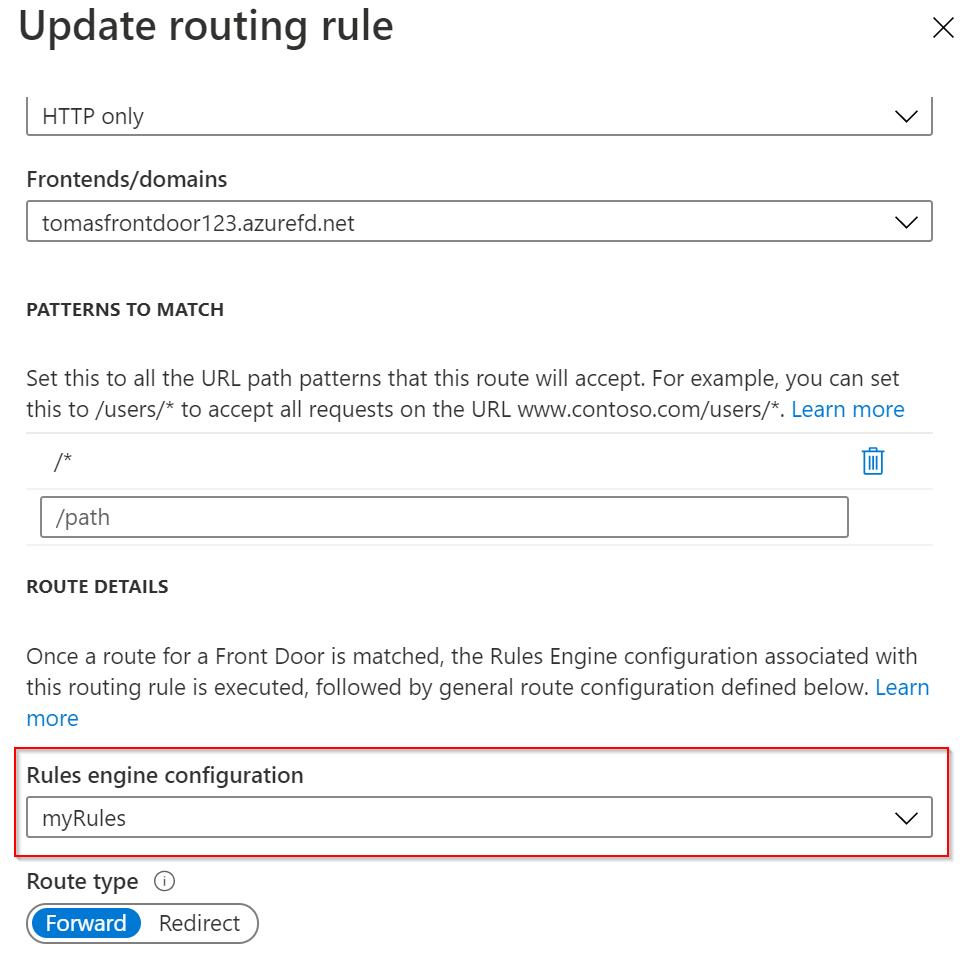 Update routing rule
HTTP only
Frontends/domains
tomasfrontdoor123.azurefd.net
PATTERNS TO MATCH
Set this to all the URL path patterns that this route will accept. For example, you can set
this to /users/* to accept all requests on the URL www.contoso.com/users/*. Learn more
/*
/path
ROUTE DETAILS
Once a route for a Front Door is matched, the Rules Engine configuration associated with
this routing rule is executed, followed by general route configuration defined below. Learn
more
Rules engine configuration
myRules
Route type
Forward Redirect